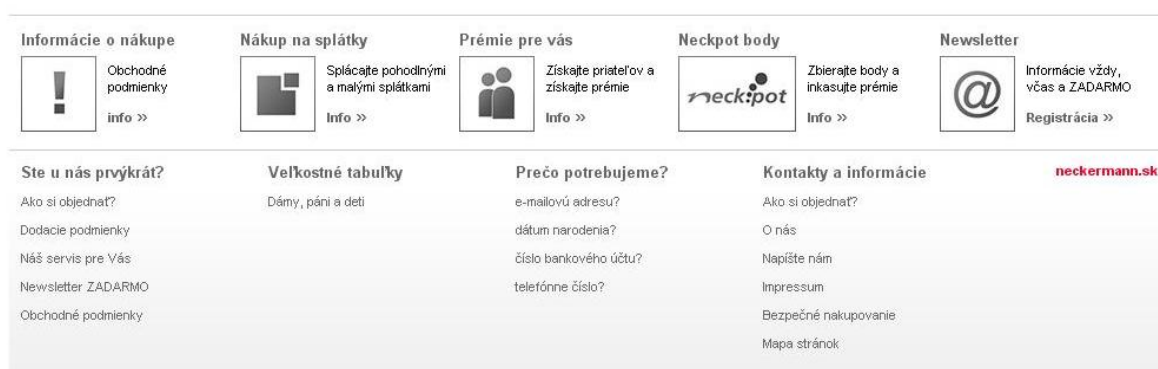 Informácie o nákupe
Obchodné
podmienky
info »
Nákup na splátky
Splácajte pohodlnými
a malými splátkami
Info »
Prémie pre vás
Získajte priateľov a
získajte prémie
Info »
Neckpot body
neckpot
Zbierajte body a
inkasujte prémie
Info »
Newsletter
@
Informácie vždy,
včas a ZADARMO
Registrácia »
Ste u nás prvýkrát?
Ako si objednať?
Dodacie podmienky
Náš servis pre Vás
Newsletter ZADARMO
Obchodné podmienky
Veľkostné tabuľky
Dámy, páni a deti
Prečo potrebujeme?
e-mailovú adresu?
dátum narodenia?
číslo bankového účtu?
telefónne číslo?
Kontakty a informácie
Ako si objednať?
O nás
Napíšte nám
Impressum
Bezpečné nakupovanie
Mapa stránok
neckermann.sk